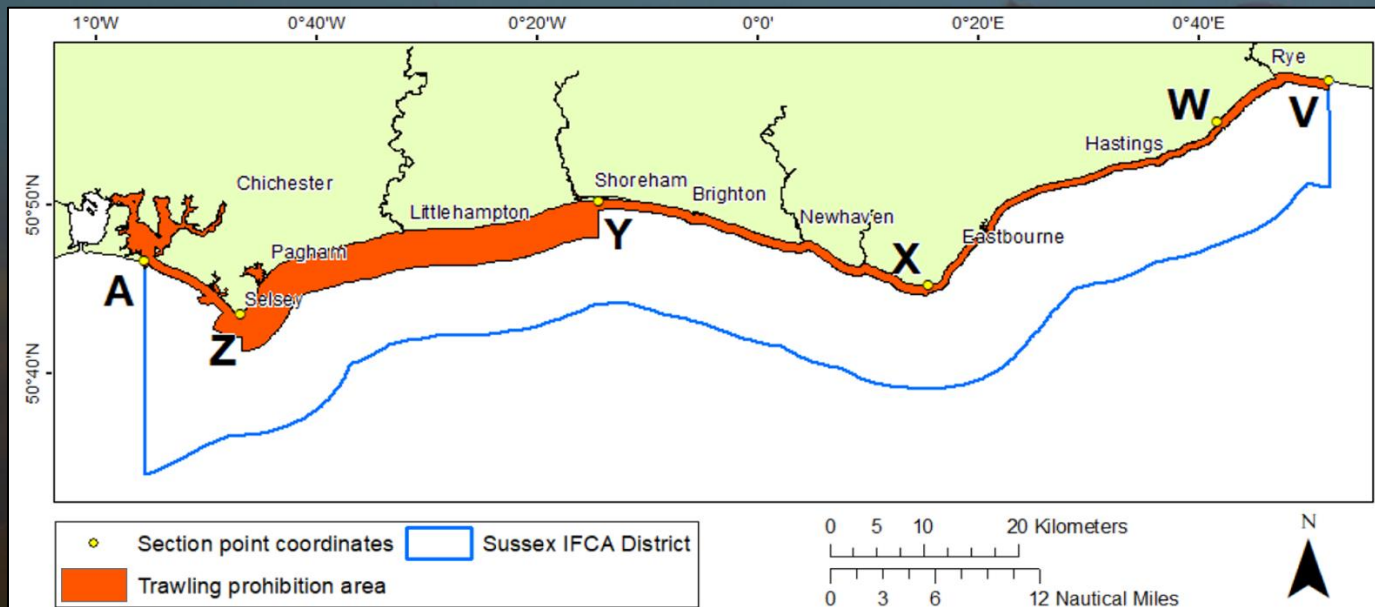 1°0'W 0°40'W 0°20'W 0°0' 0°20'E 0°40'E
Rye
W V
Hastings
Chichester
50°50'N
Shoreham
Brighton
Littlehampton
Y
Newhaven
Eastbourne
Pagham
X
A
Selsey
Z
50°40'N
Section point coordinates
Sussex IFCA District
Trawling prohibition area
0 5 10 20 Kilometers
0 3 6 12 Nautical Miles
N